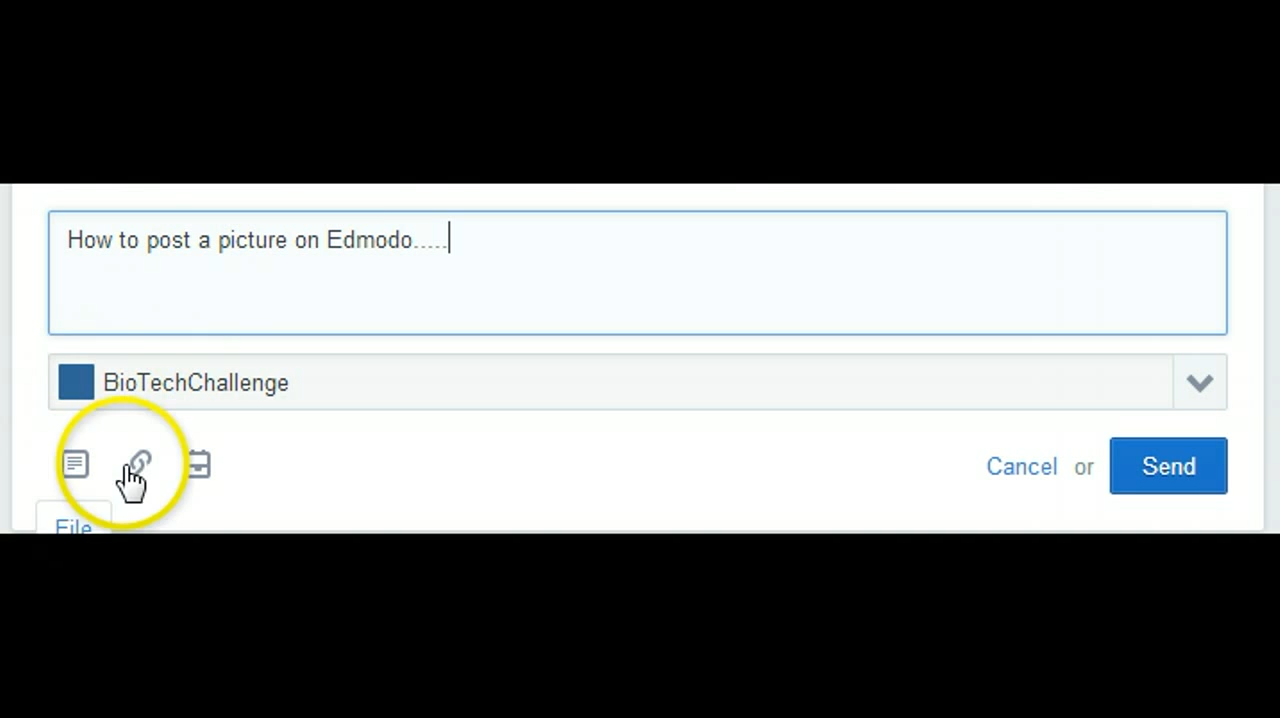 How to post a picture on Edmodo.....
BioTechChallenge
Cancel or Send
File